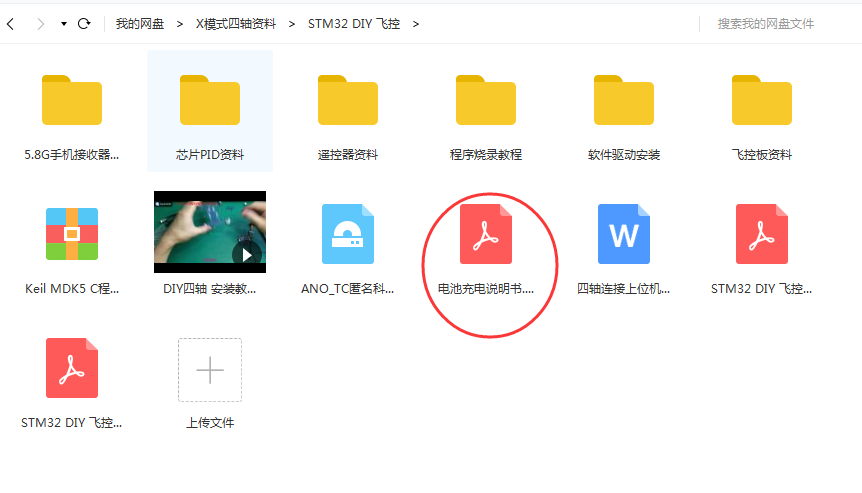 我的网盘 > X模式四轴资料 > STM32 DIY 飞控 > 搜索我的网盘文件
5.8G手机接收器... 芯片PID资料 遥控器资料 程序烧录教程 软件驱动安装 飞控板资料
Keil MDK5 C程... DIY四轴 安装教... ANO_TC匿名科... 电池充电说明书.... 四轴连接上位机... STM32 DIY 飞控...
STM32 DIY 飞控... 上传文件